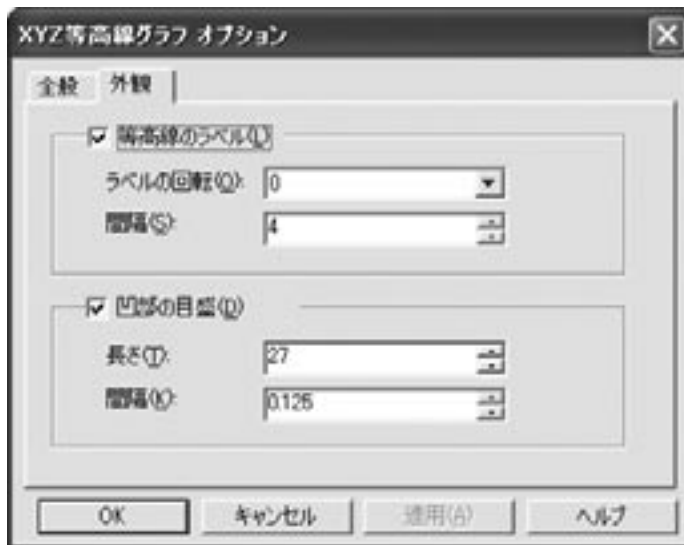 XYZ等高線グラフ オプション
全般 外観
等高線のラベル(L)
ラベルの回転(O): 0
間隔(S): 4
凹部の目盛(D)
長さ(T): 27
間隔(K): 0.125
OK キャンセル 適用(A) ヘルプ